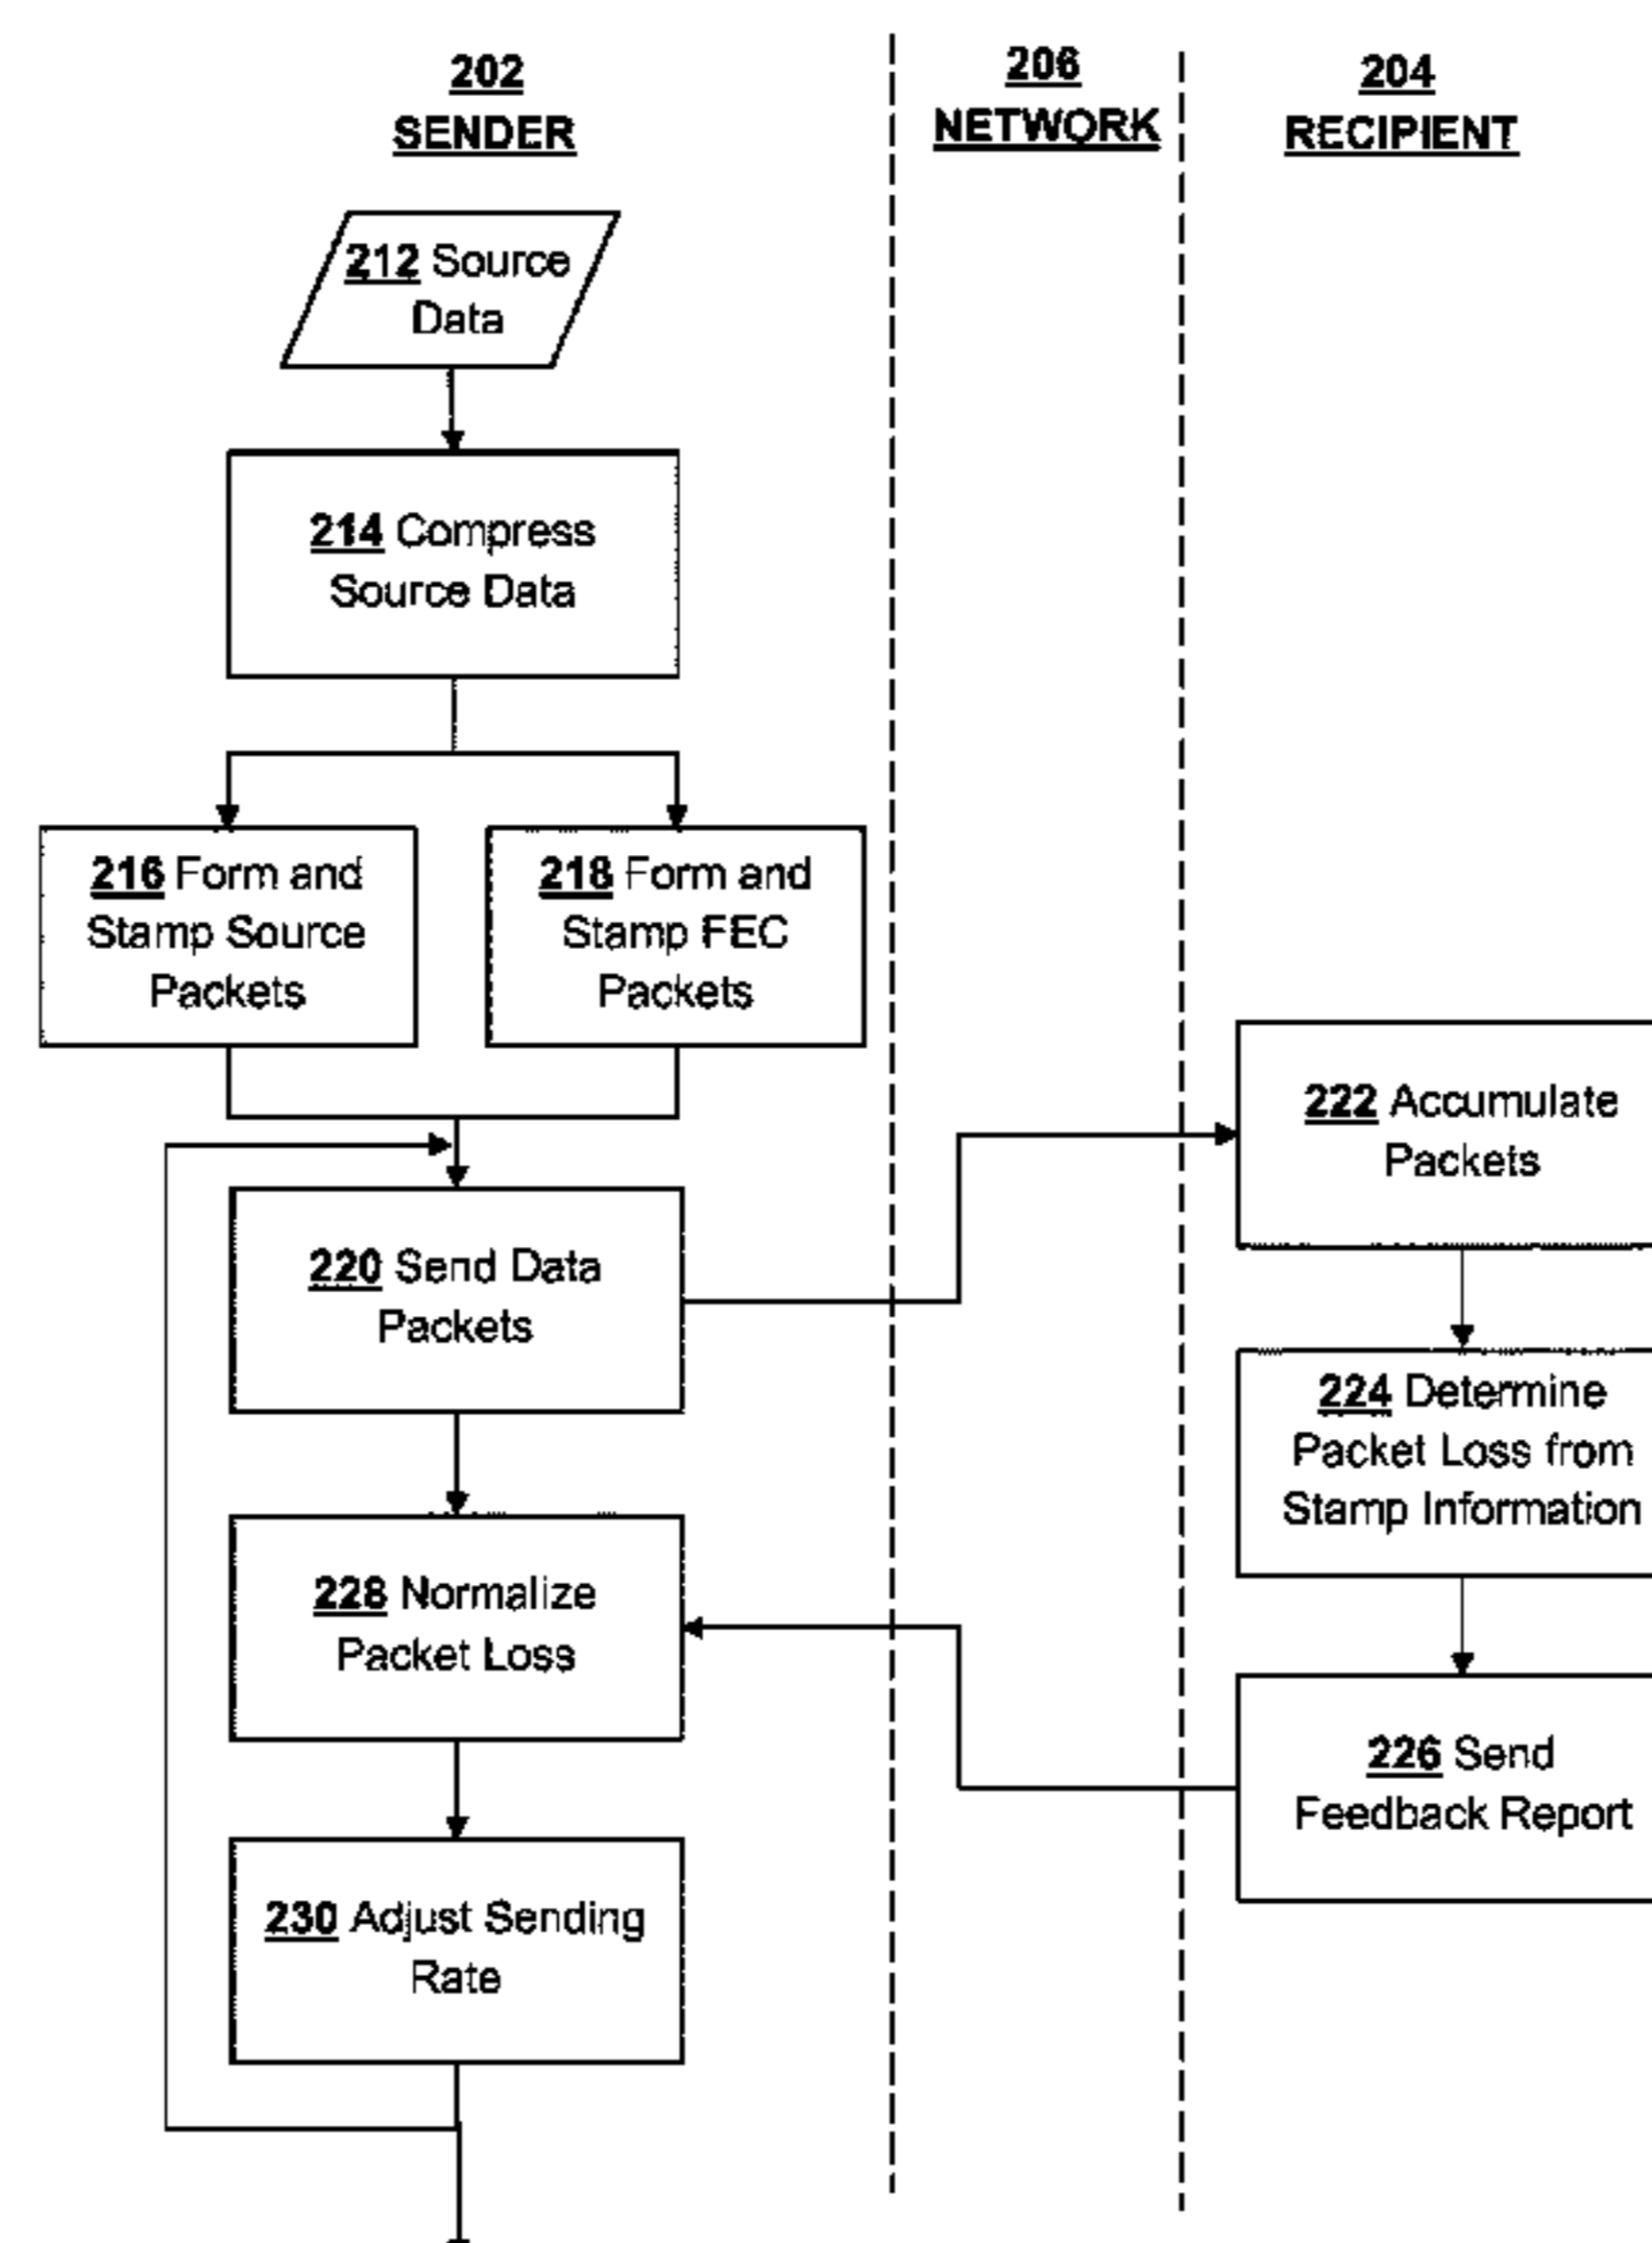 202
SENDER
206
NETWORK
204
RECIPIENT
212 Source
Data
214 Compress
Source Data
216 Form and
Stamp Source
Packets
218 Form and
Stamp FEC
Packets
222 Accumulate
Packets
220 Send Data
Packets
224 Determine
Packet Loss from
Stamp Information
228 Normalize
Packet Loss
226 Send
Feedback Report
230 Adjust Sending
Rate